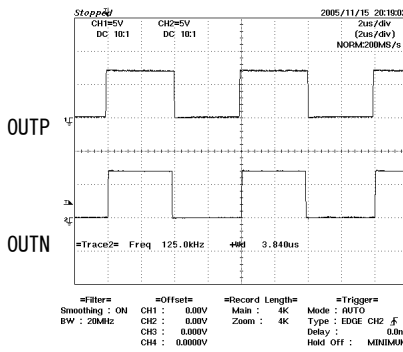 Stopped 2005/11/15 20:19:03
CH1=5V CH2=5V 2us/div
DC 10:1 DC 10:1 (2us/div)
NORM:200MS/s
OUTP
OUTN
=Trace2= Freq 125.0kHz +Wd 3.840us
=Filter= =Offset= =Record Length= =Trigger=
Smoothing : ON CH1 : 0.00V Main : 4K Mode : AUTO
BW : 20MHz CH2 : 0.00V Zoom : 4K Type : EDGE CH2
CH3 : 0.000V Delay : 0.0n
CH4 : 0.0000V Hold Off : MINIMUM